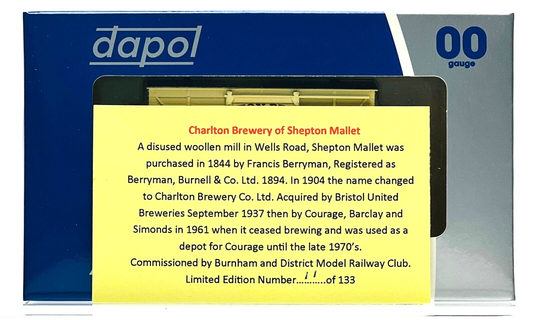 dapol
00
gauge
Charlton Brewery of Shepton Mallet
A disused woollen mill in Wells Road, Shepton Mallet was
purchased in 1844 by Francis Berryman, Registered as
Berryman, Burnell & Co. Ltd. 1894. In 1904 the name changed
to Charlton Brewery Co. Ltd. Acquired by Bristol United
Breweries September 1937 then by Courage, Barclay and
Simonds in 1961 when it ceased brewing and was used as a
depot for Courage until the late 1970's.
Commissioned by Burnham and District Model Railway Club.
Limited Edition Number....11.....of 133